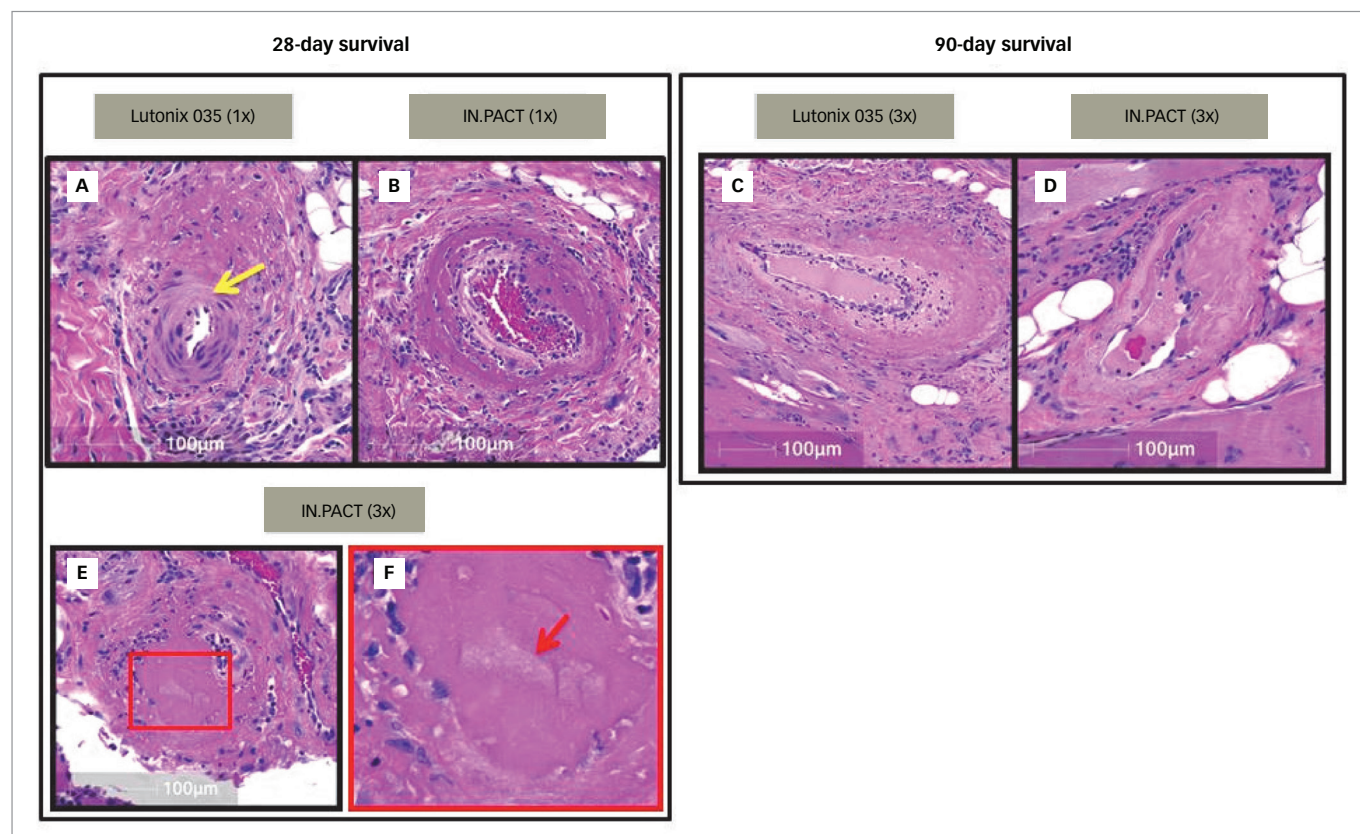 28-day survival
90-day survival
Lutonix 035 (1x)
IN.PACT (1x)
Lutonix 035 (3x)
IN.PACT (3x)
A
B
C
D
100µm
100µm
100µm
100µm
IN.PACT (3x)
E
F
100µm